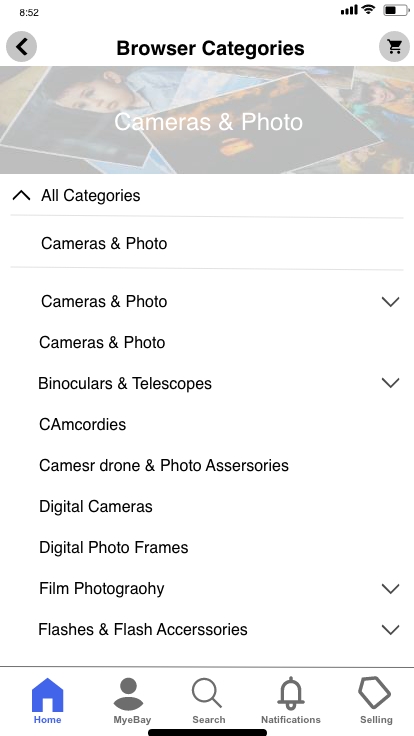 8:52
Browser Categories
Cameras & Photo
All Categories
Cameras & Photo
Cameras & Photo
Cameras & Photo
Binoculars & Telescopes
CAmcordies
Camesr drone & Photo Assersories
Digital Cameras
Digital Photo Frames
Film Photograohy
Flashes & Flash Accerssories
Home
MyeBay
Search
Natifications
Selling